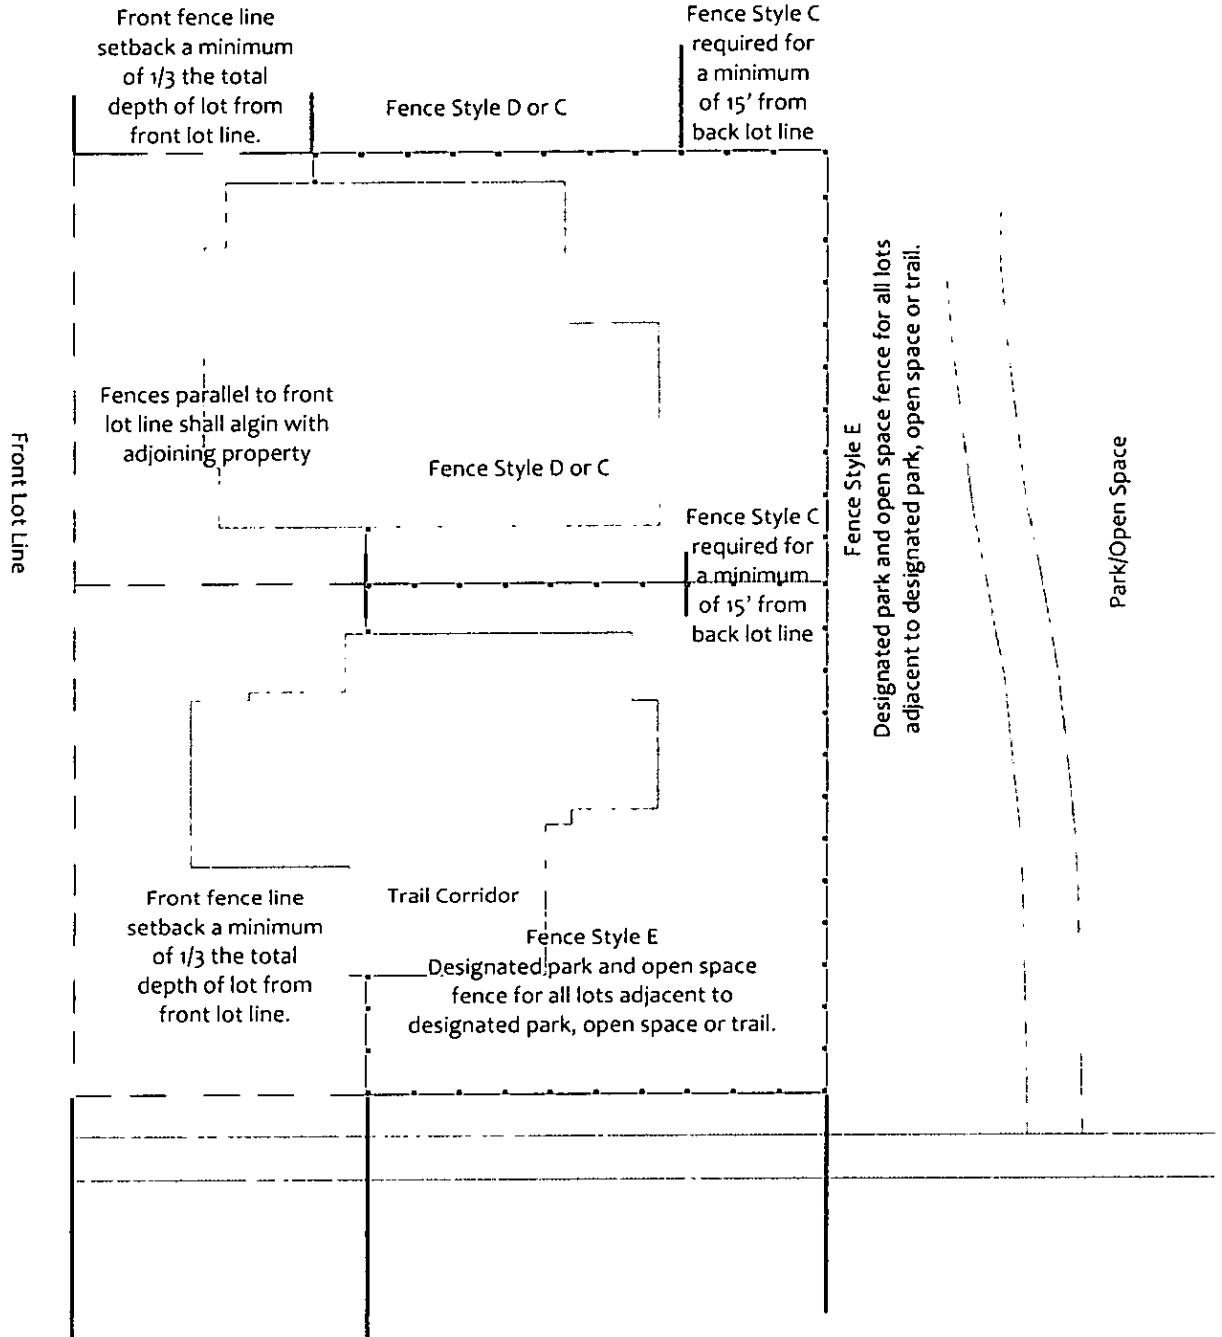 Front fence line
setback a minimum
of 1/3 the total
depth of lot from
front lot line.
Fence Style D or C
Fence Style C
required for
a minimum
of 15' from
back lot line
Fences parallel to front
lot line shall algin with
adjoining property
Fence Style D or C
Fence Style C
required for
a minimum
of 15' from
back lot line
Front Lot Line
Fence Style E
Designated park and open space fence for all lots
adjacent to designated park, open space or trail.
Park/Open Space
Front fence line
setback a minimum
of 1/3 the total
depth of lot from
front lot line.
Trail Corridor
Fence Style E
Designated park and open space
fence for all lots adjacent to
designated park, open space or trail.